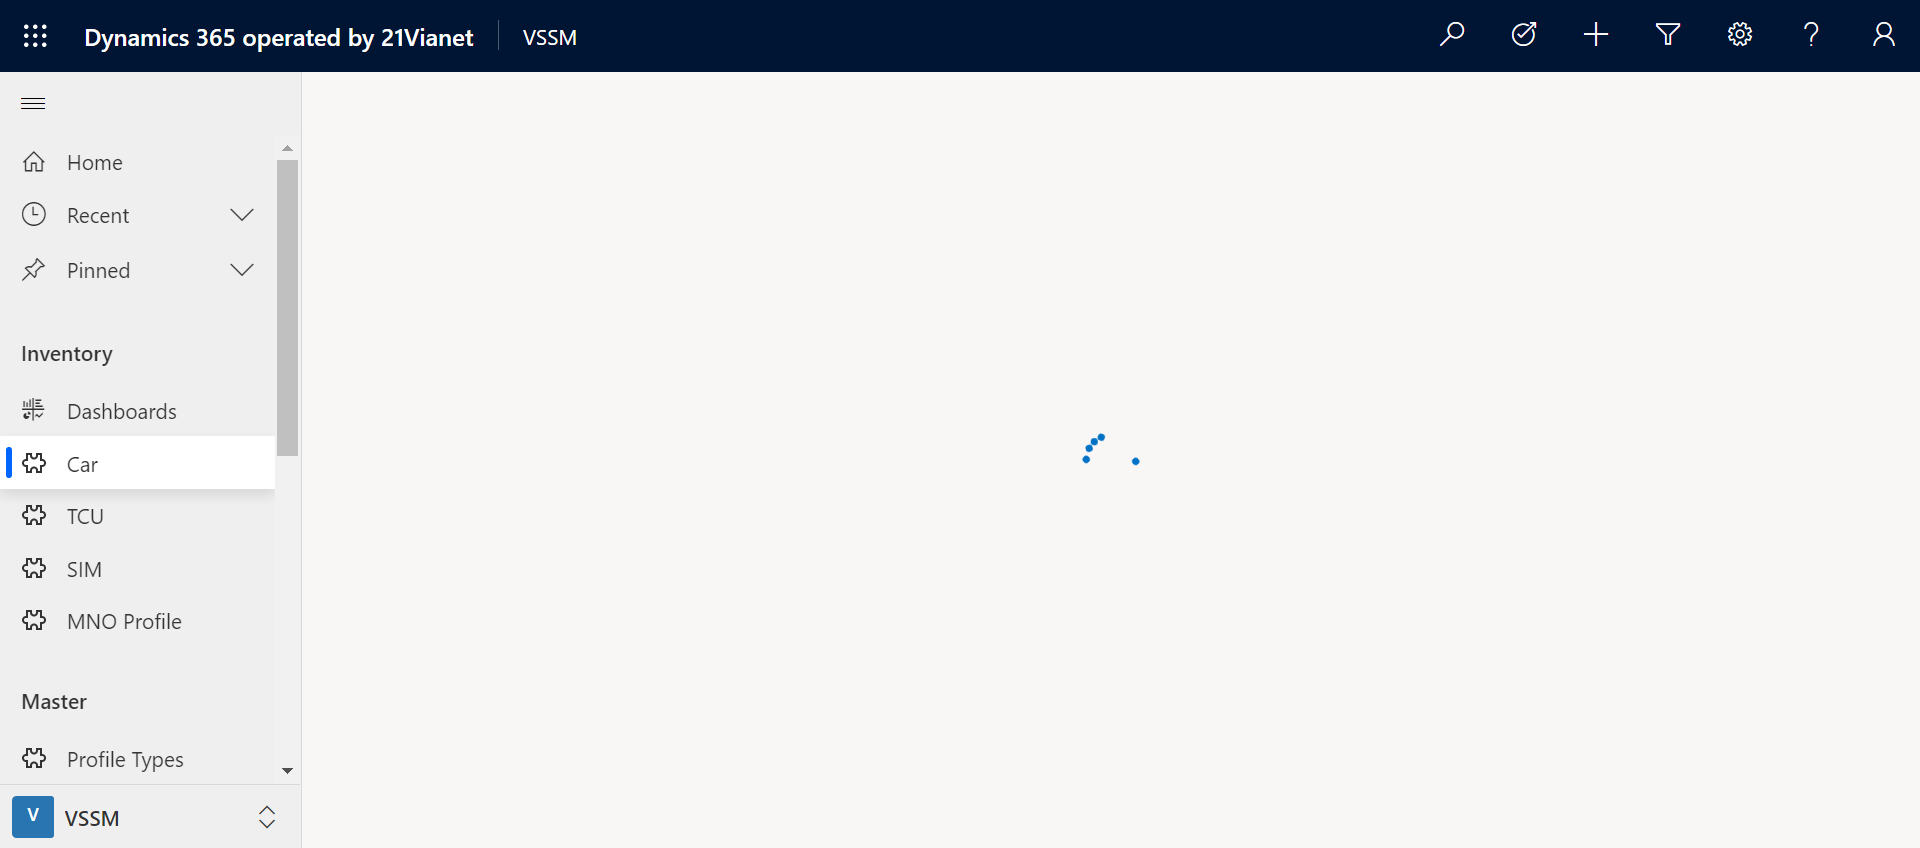 Dynamics 365 operated by 21Vianet
VSSM
Home
Recent
Pinned
Inventory
Dashboards
Car
TCU
SIM
MNO Profile
Master
Profile Types
V
VSSM